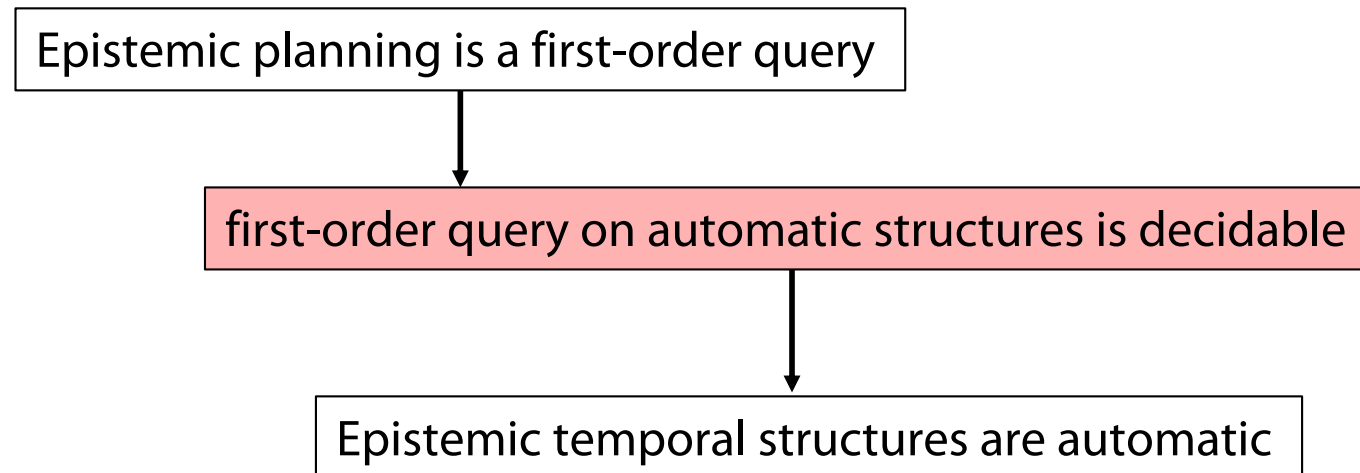 Epistemic planning is a first-order query
first-order query on automatic structures is decidable
Epistemic temporal structures are automatic